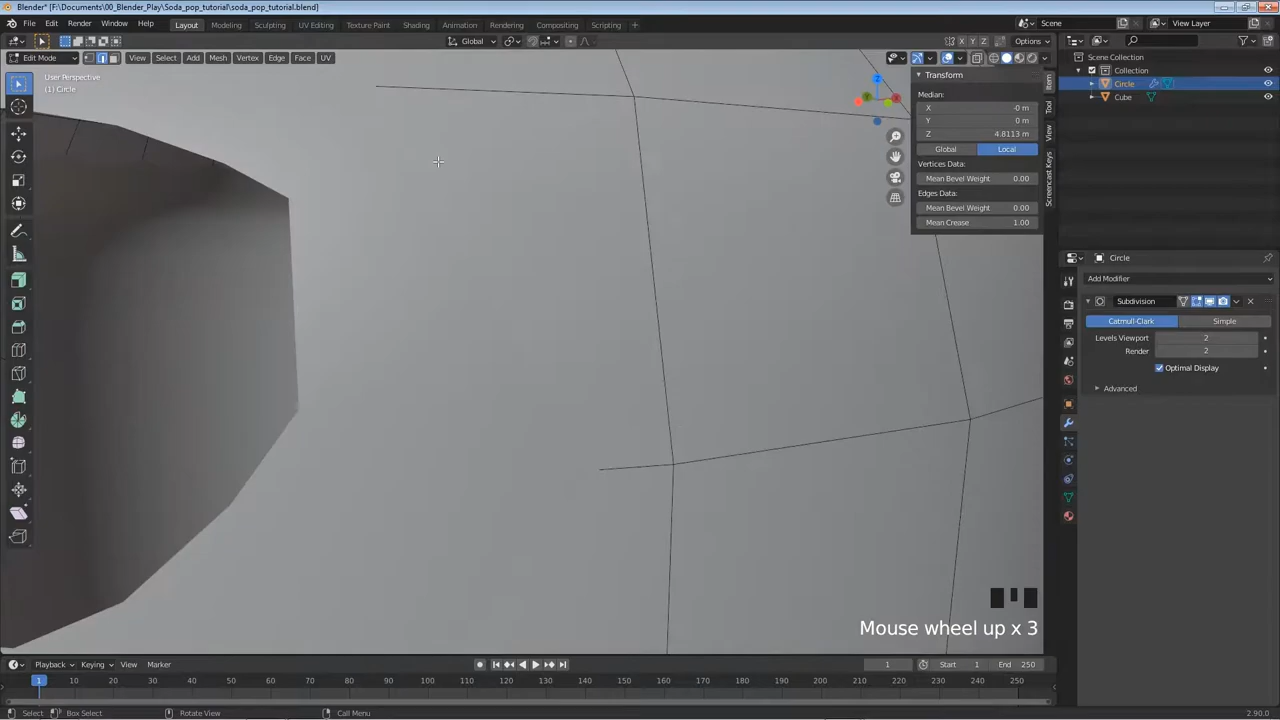 Blender* [F:\Documents\00_Blender_Play\Soda_pop_tutorial\soda_pop_tutorial.blend]
File Edit Render Window Help Layout Modeling Sculpting UV Editing Texture Paint Shading Animation Rendering Compositing Scripting + Scene View Layer
Global X Y Z Options
Edit Mode View Select Add Mesh Vertex Edge Face UV
Scene Collection
Collection
Circle
Cube
User Perspective
(1) Circle
Transform
Median:
X -0 m
Y 0 m
Z 4.8113 m
Global Local
Vertices Data:
Mean Bevel Weight 0.00
Edges Data:
Mean Bevel Weight 0.00
Mean Crease 1.00
Item
Tool
View
Screencast Keys
Circle
Add Modifier
Subdivision
Catmull-Clark Simple
Levels Viewport 2
Render 2
Optimal Display
Advanced
Mouse wheel up x 3
Playback Keying View Marker 1 Start 1 End 250
1 10 20 30 40 50 60 70 80 90 100 110 120 130 140 150 160 170 180 190 200 210 220 230 240 250
Select Box Select Rotate View Call Menu 2.90.0